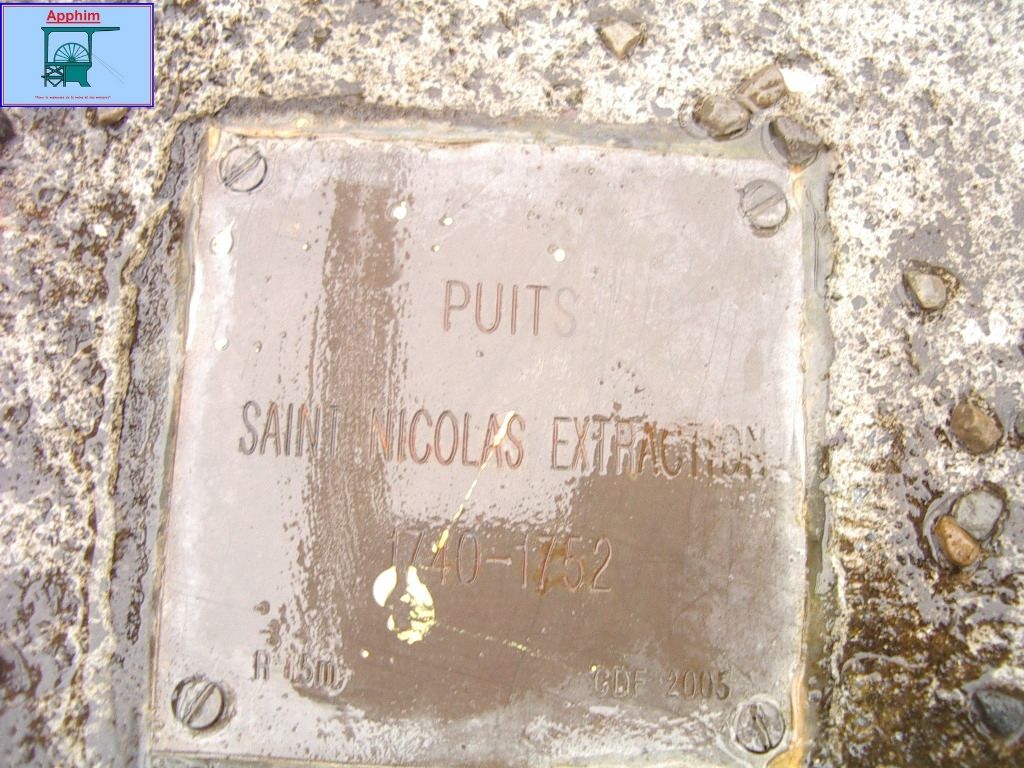 Apphim
PUITS
SAINT NICOLAS EXTRACTION
1740-1752
CDF 2005